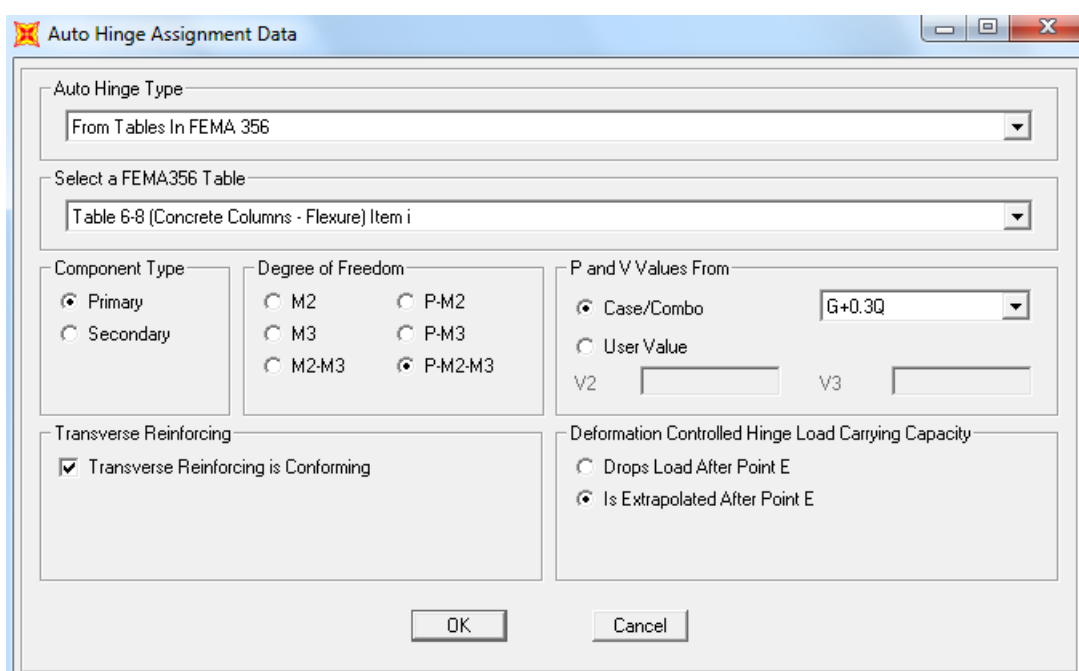 Auto Hinge Assignment Data
Auto Hinge Type
From Tables In FEMA 356
Select a FEMA356 Table
Table 6-8 (Concrete Columns - Flexure) Item i
Component Type
Primary
Secondary
Degree of Freedom
M2 P-M2
M3 P-M3
M2-M3 P-M2-M3
P and V Values From
Case/Combo G+0.3Q
User Value
V2 V3
Transverse Reinforcing
Transverse Reinforcing is Conforming
Deformation Controlled Hinge Load Carrying Capacity
Drops Load After Point E
Is Extrapolated After Point E
OK Cancel